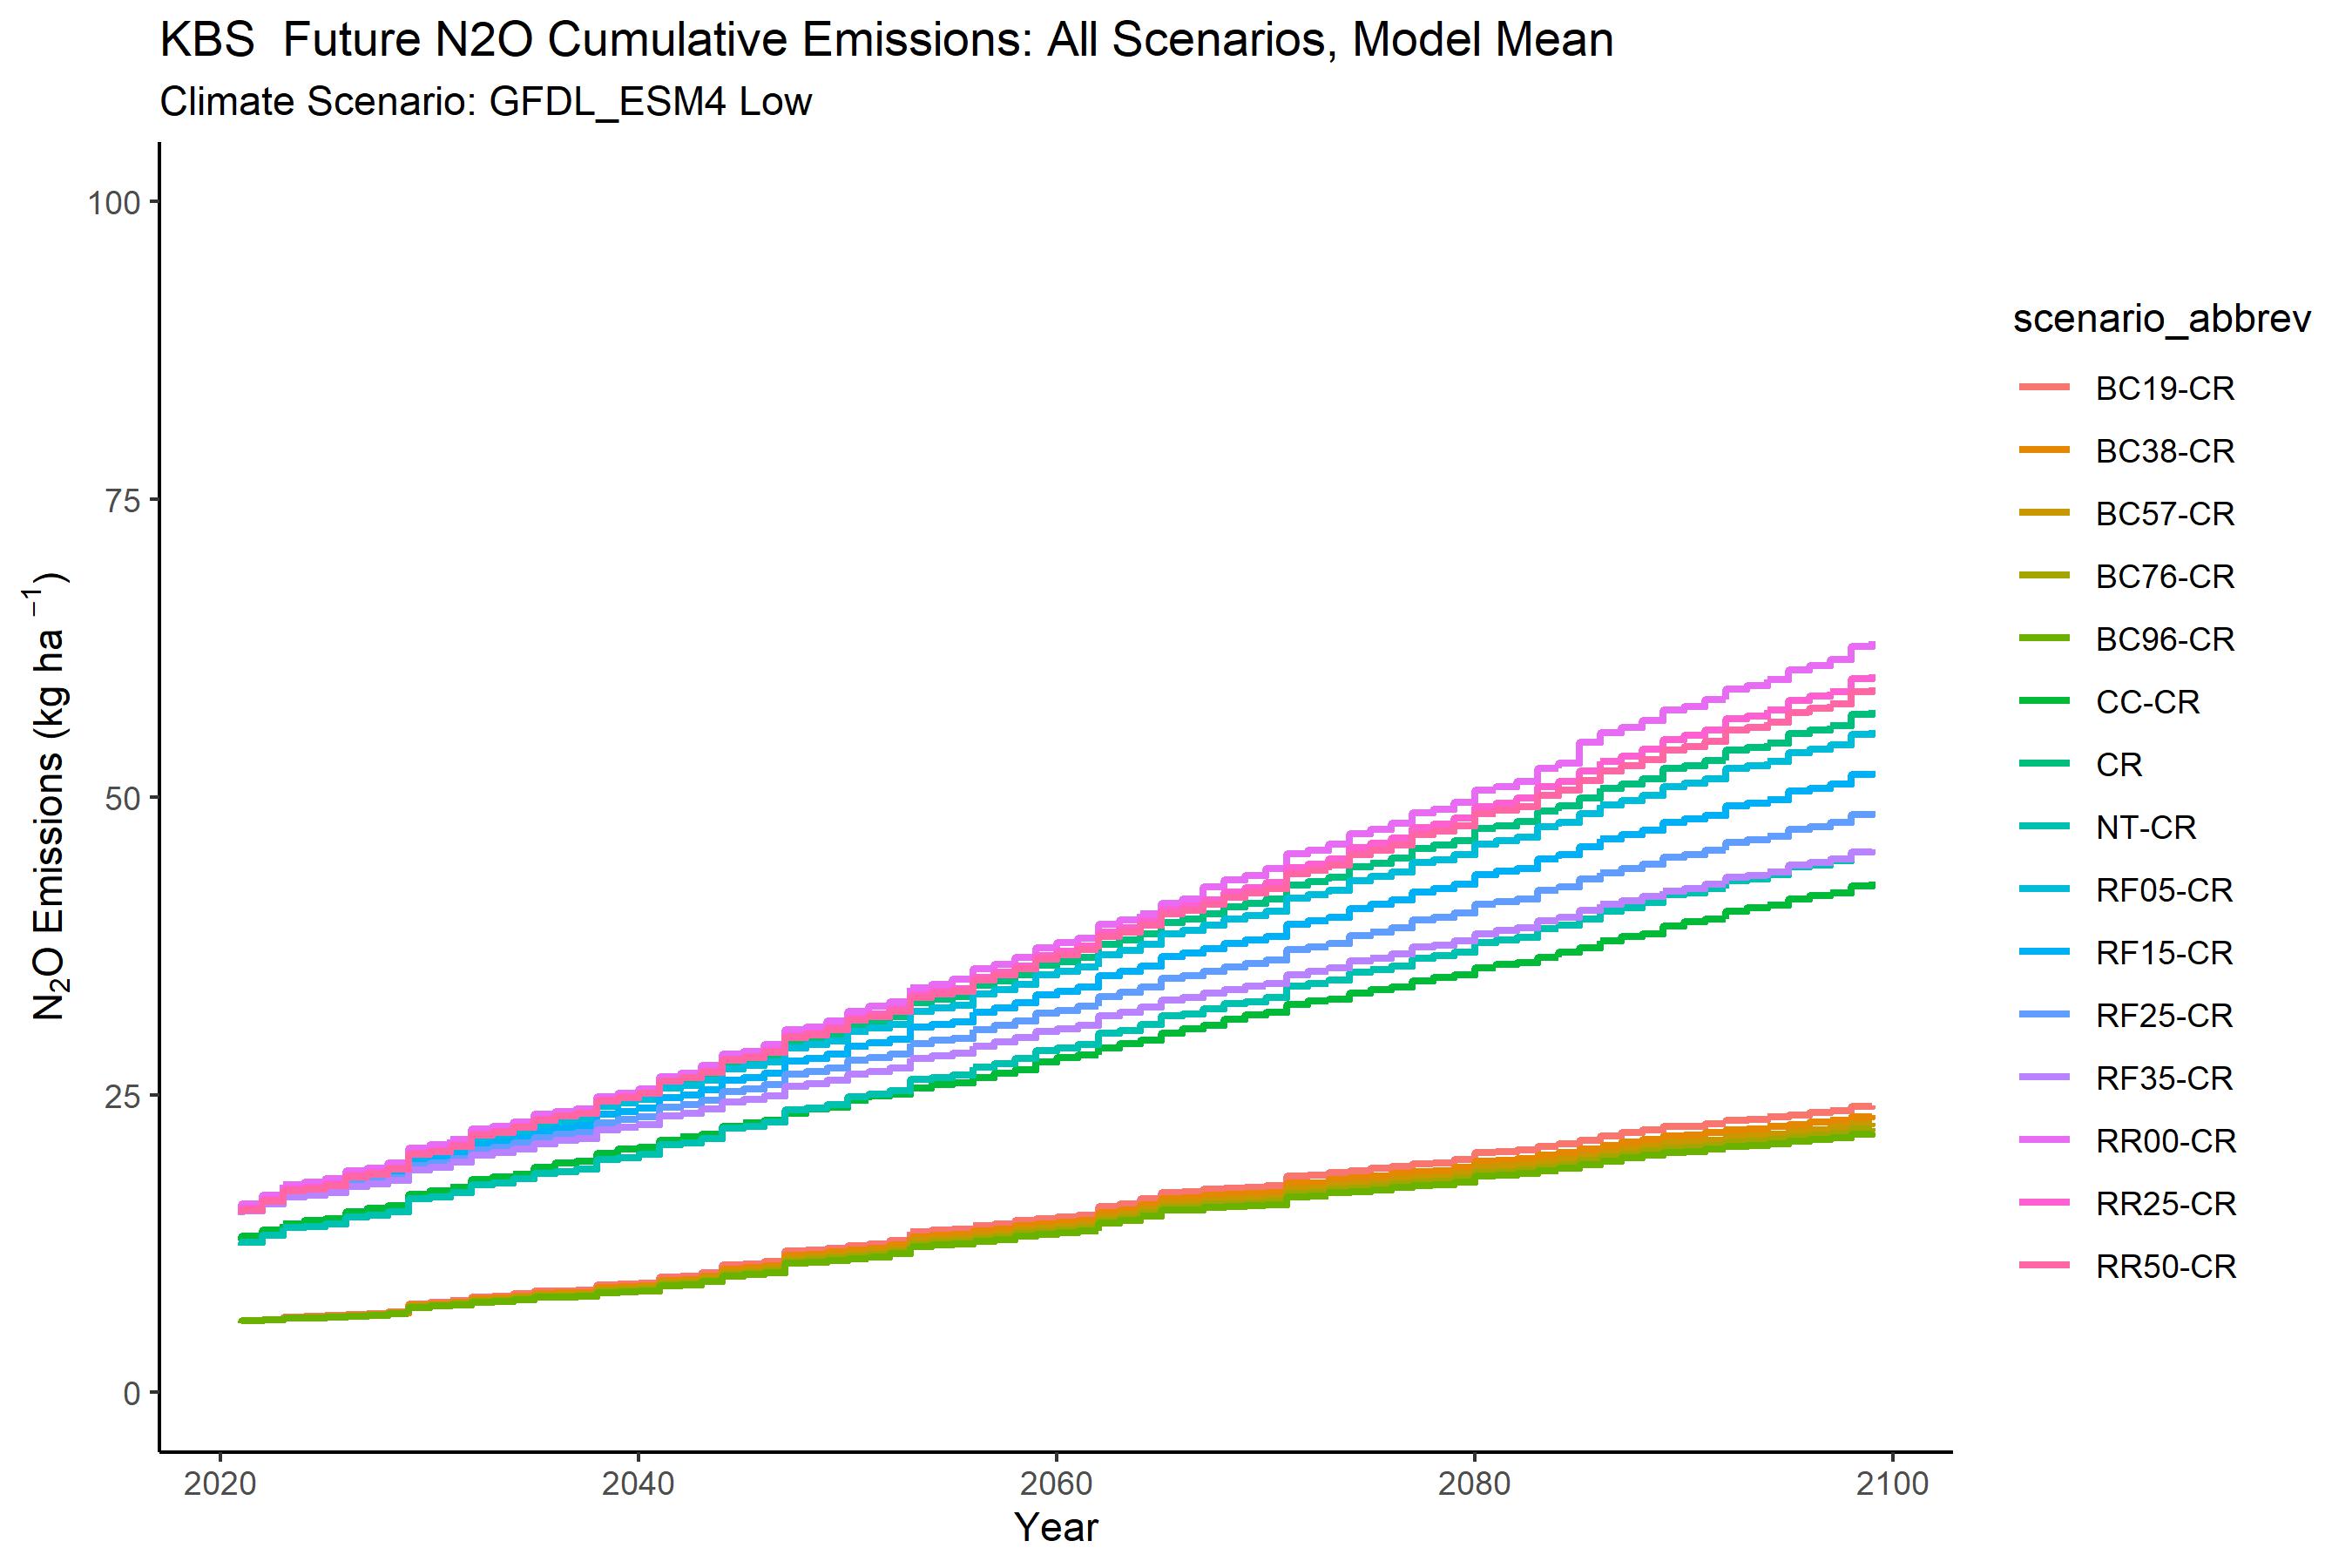 KBS  Future N2O Cumulative Emissions: All Scenarios, Model Mean
Climate Scenario: GFDL_ESM4 Low
100
75
50
25
0
N₂O Emissions (kg ha ⁻¹)
2020
2040
2060
2080
2100
Year
scenario_abbrev
BC19-CR
BC38-CR
BC57-CR
BC76-CR
BC96-CR
CC-CR
CR
NT-CR
RF05-CR
RF15-CR
RF25-CR
RF35-CR
RR00-CR
RR25-CR
RR50-CR